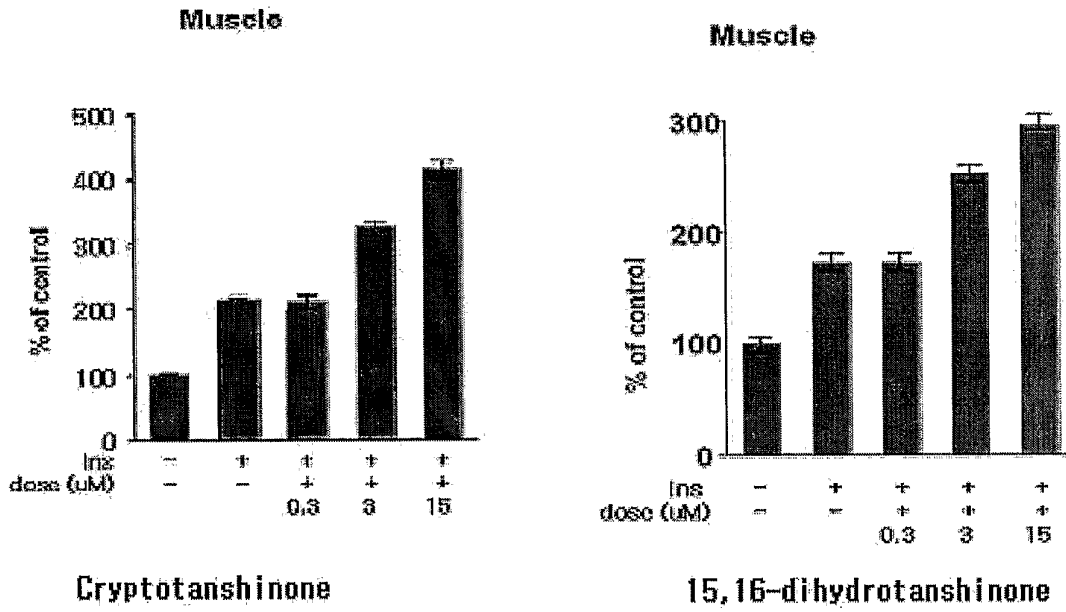 Muscle
500
400
300
200
100
0
% of control
Ins - + + + +
dose (uM) - - + + +
0.3 3 15
Cryptotanshinone
Muscle
300
200
100
0
% of control
Ins - + + + +
dose (uM) - - + + +
0.3 3 15
15,16-dihydrotanshinone